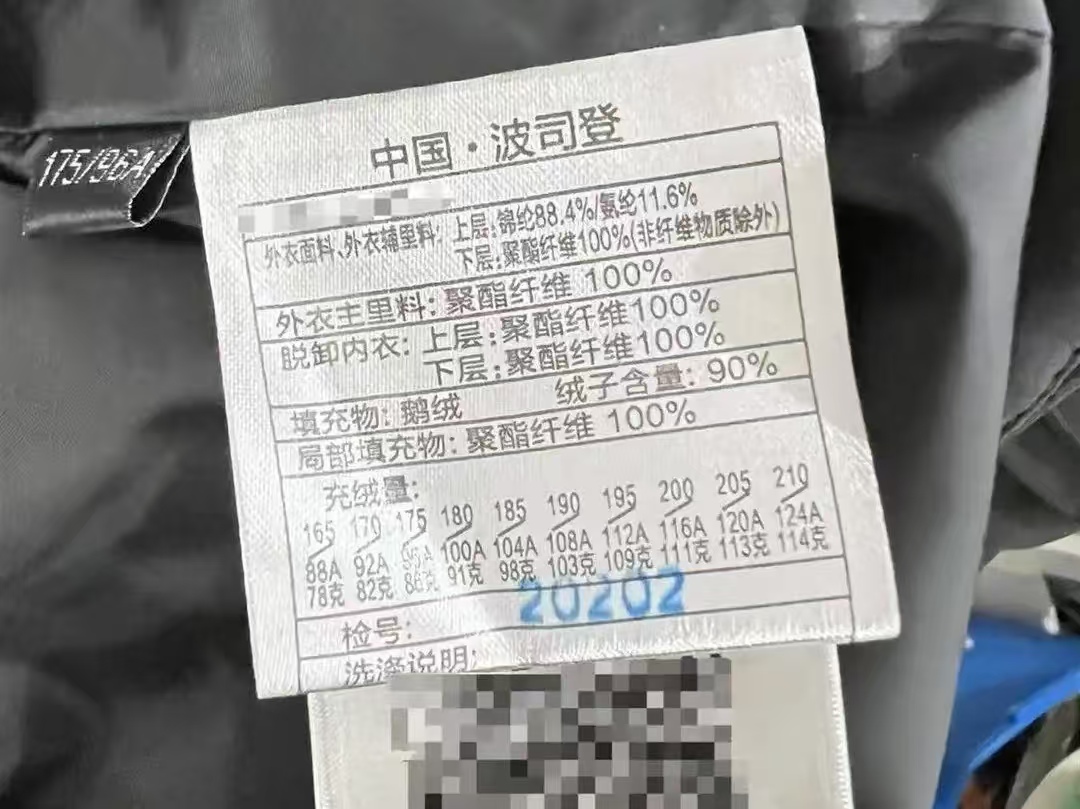 175/96A
中国·波司登
外衣面料、外衣辅里料: 上层:锦纶88.4%/氨纶11.6%
下层:聚酯纤维100%(非纤维物质除外)
外衣主里料: 聚酯纤维 100%
脱卸内衣: 上层: 聚酯纤维100%
下层: 聚酯纤维100%
填充物: 鹅绒 绒子含量: 90%
局部填充物: 聚酯纤维 100%
充绒量:
165 170 175 180 185 190 195 200 205 210
88A 92A 96A 100A 104A 108A 112A 116A 120A 124A
78克 82克 86克 91克 98克 103克 109克 111克 113克 114克
20202
检号:
洗涤说明: